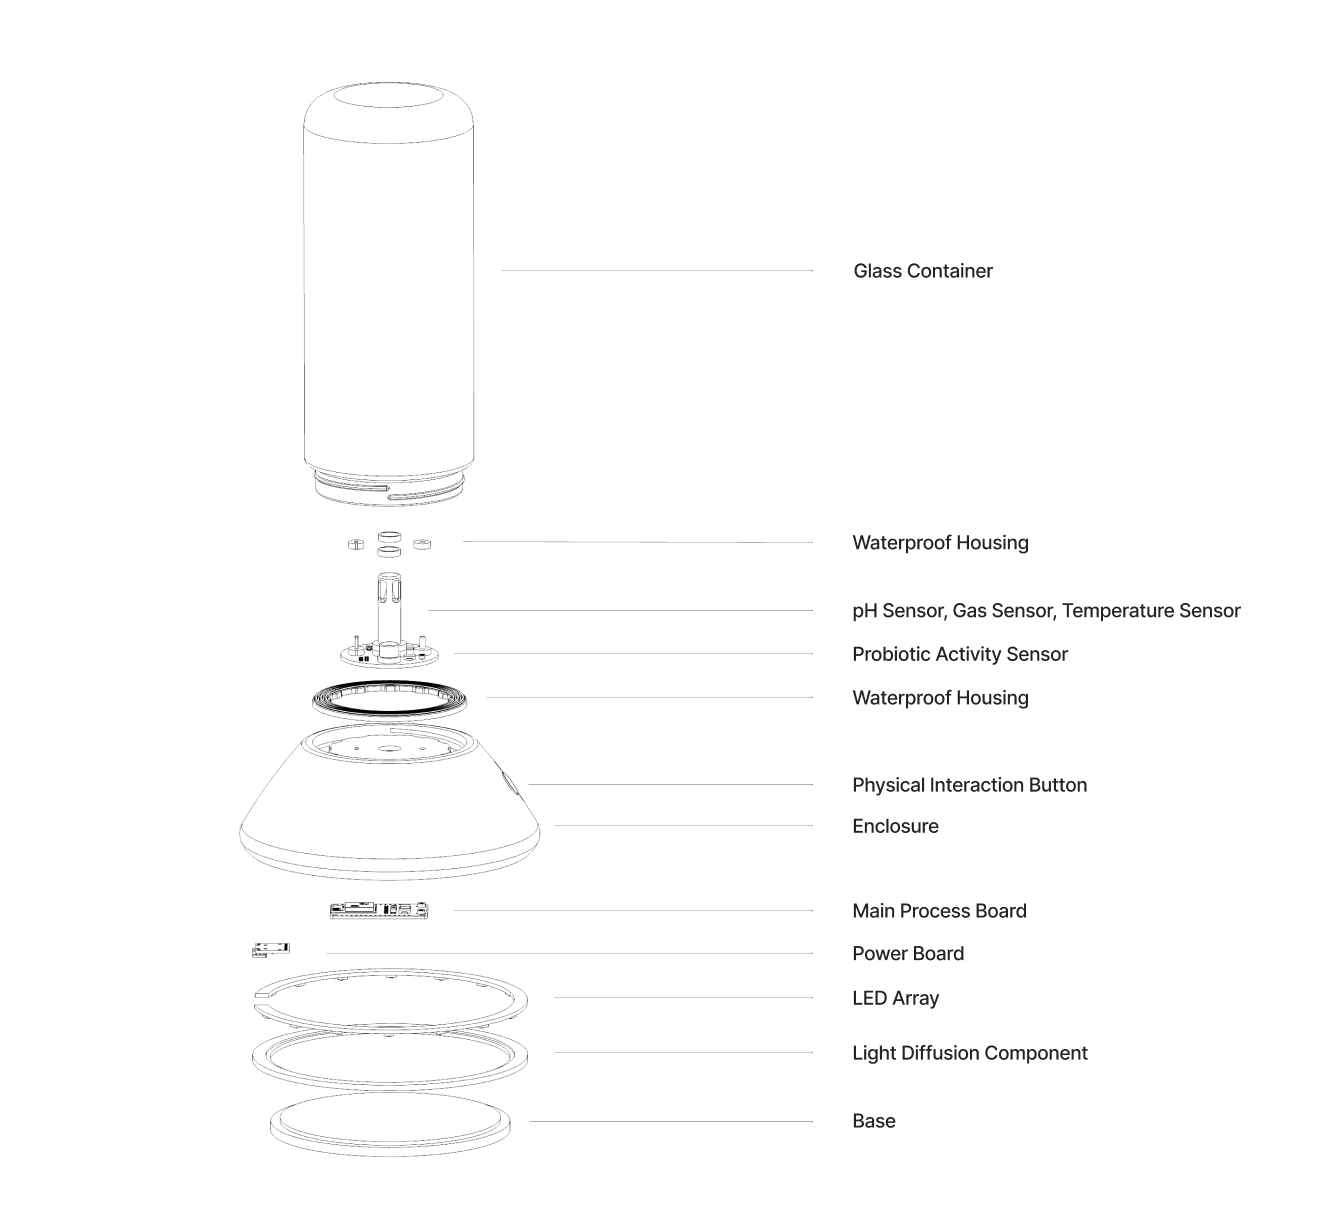 Glass Container
Waterproof Housing
pH Sensor, Gas Sensor, Temperature Sensor
Probiotic Activity Sensor
Waterproof Housing
Physical Interaction Button
Enclosure
Main Process Board
Power Board
LED Array
Light Diffusion Component
Base